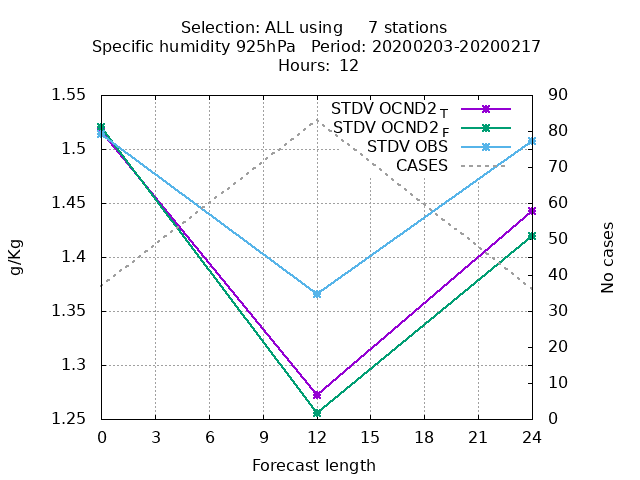 Selection: ALL using     7 stations
Specific humidity 925hPa   Period: 20200203-20200217
Hours:  12
STDV OCND2_T
STDV OCND2_F
STDV OBS
CASES
1.55
1.5
1.45
1.4
1.35
1.3
1.25
90
80
70
60
50
40
30
20
10
0
g/Kg
No cases
0 3 6 9 12 15 18 21 24
Forecast length